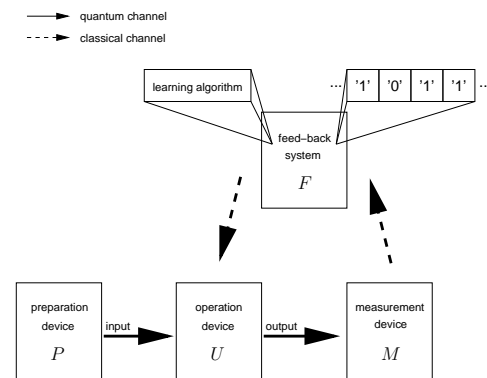 quantum channel
classical channel
learning algorithm
... '1' '0' '1' '1' ...
feed–back
system
F
preparation
device
P
input
operation
device
U
output
measurement
device
M